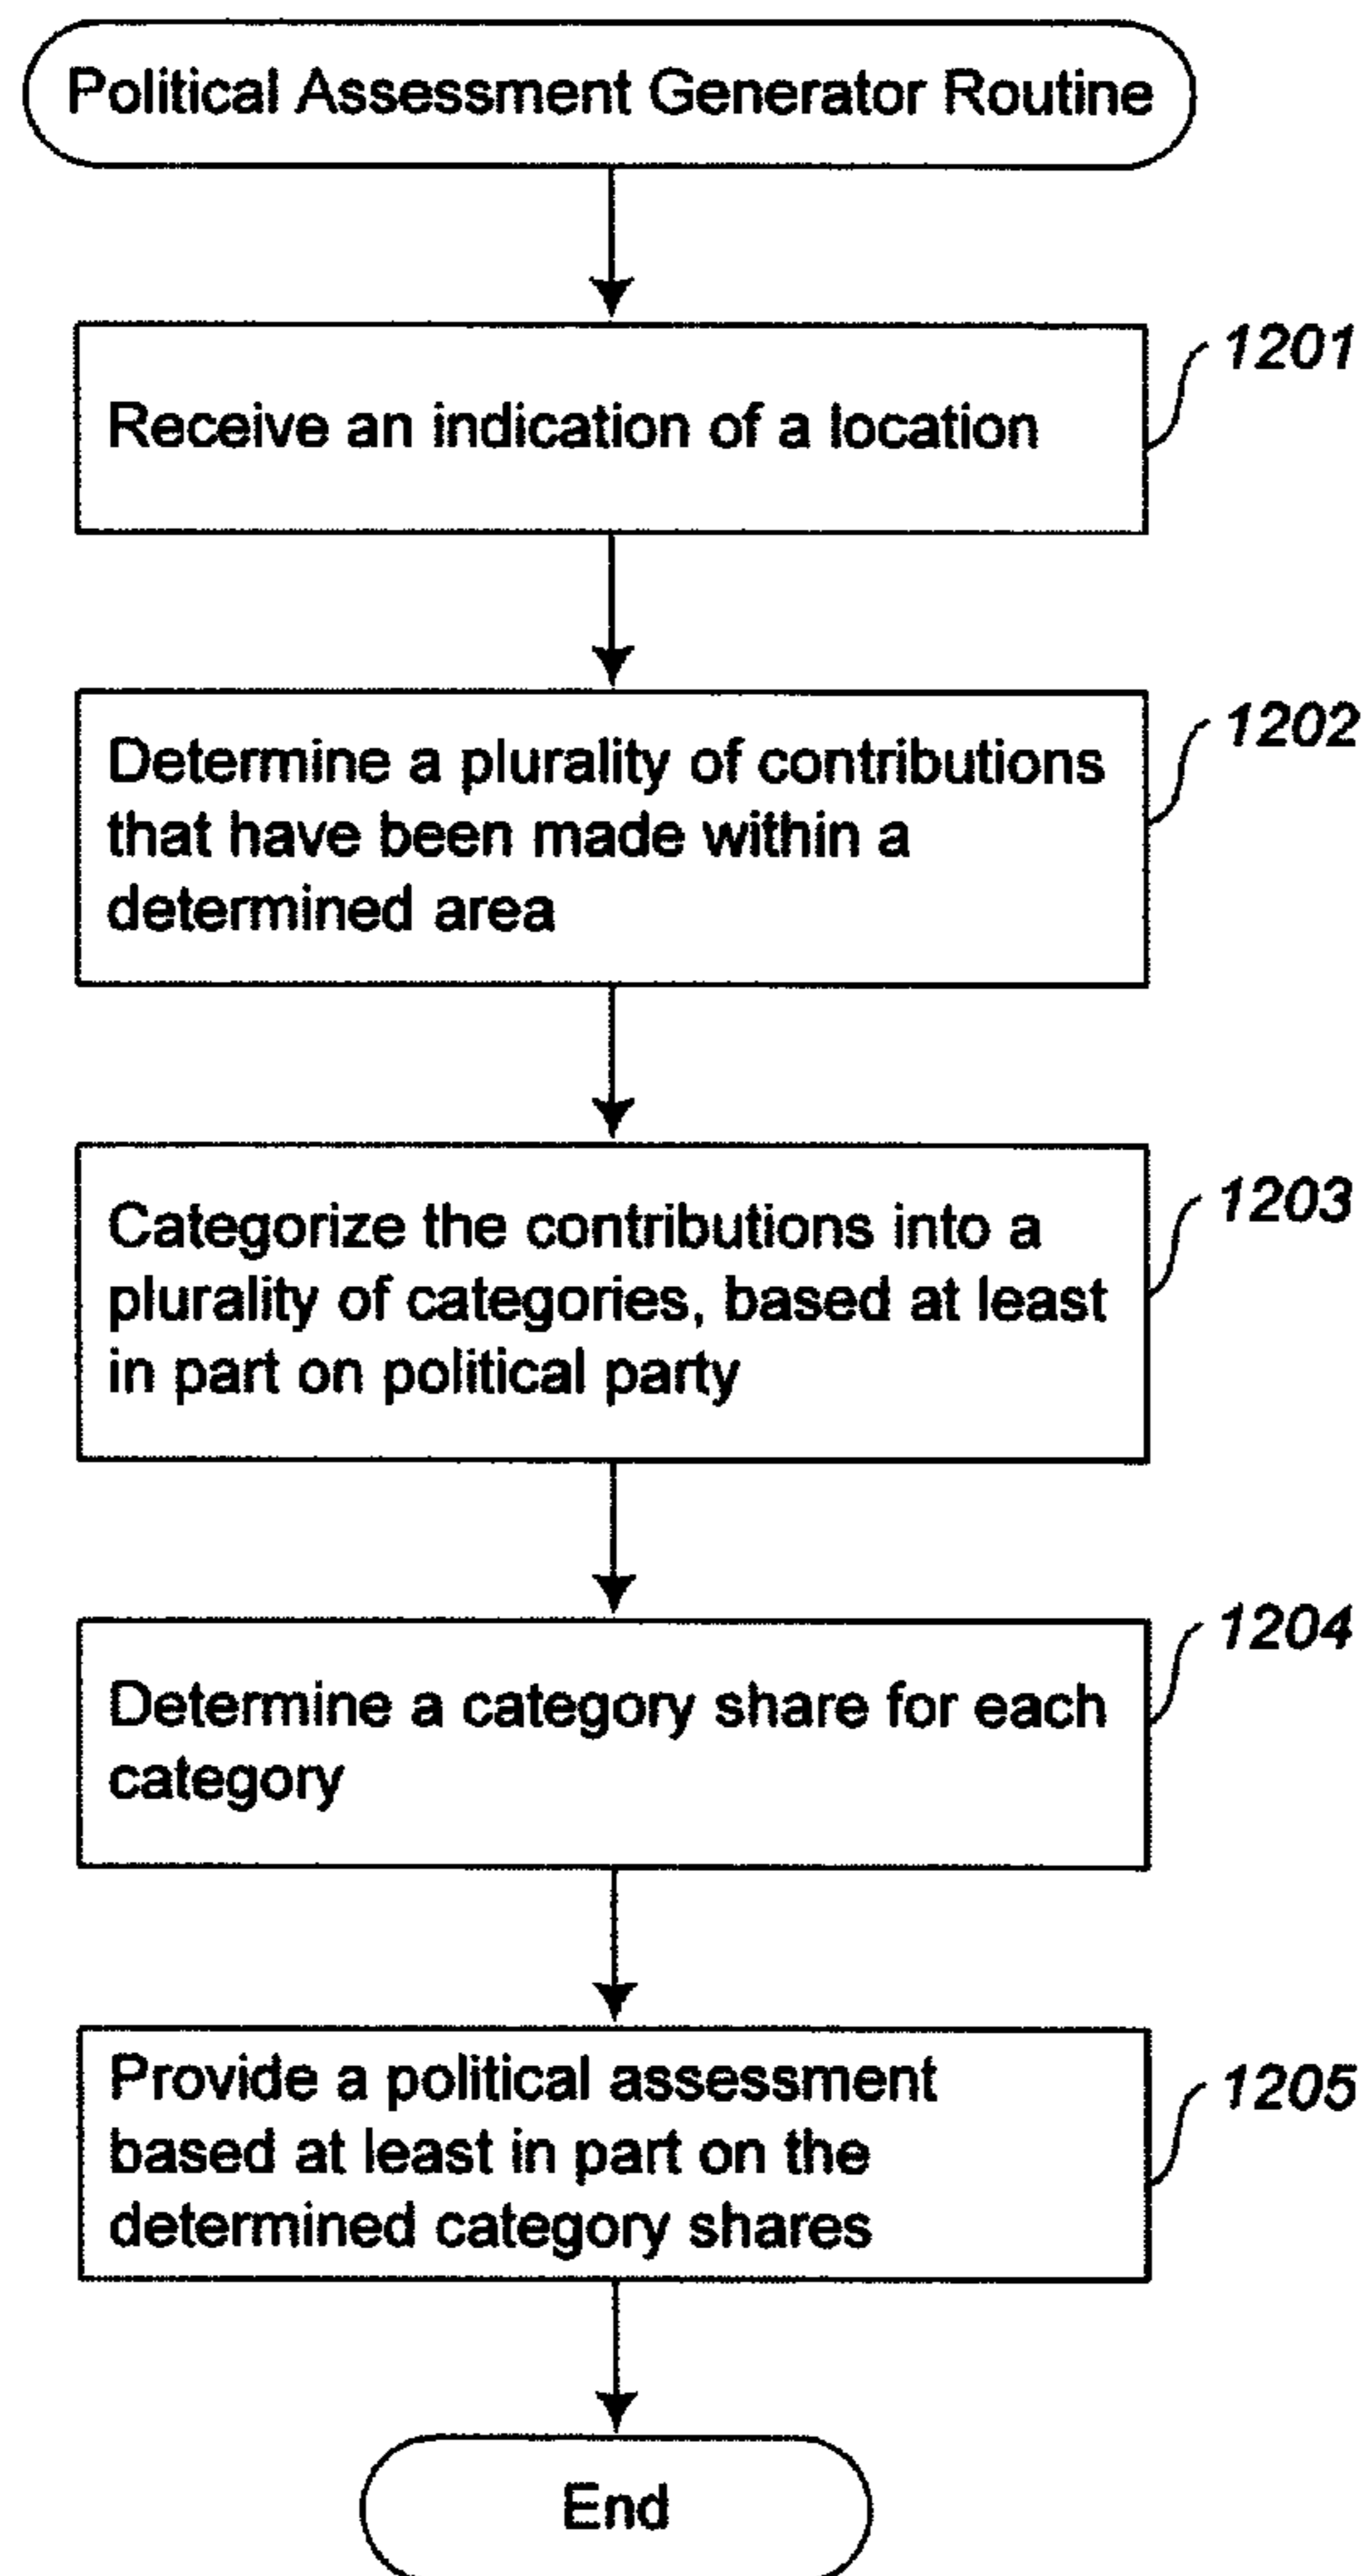 Political Assessment Generator Routine
1201
Receive an indication of a location
1202
Determine a plurality of contributions
that have been made within a
determined area
1203
Categorize the contributions into a
plurality of categories, based at least
in part on political party
1204
Determine a category share for each
category
1205
Provide a political assessment
based at least in part on the
determined category shares
End